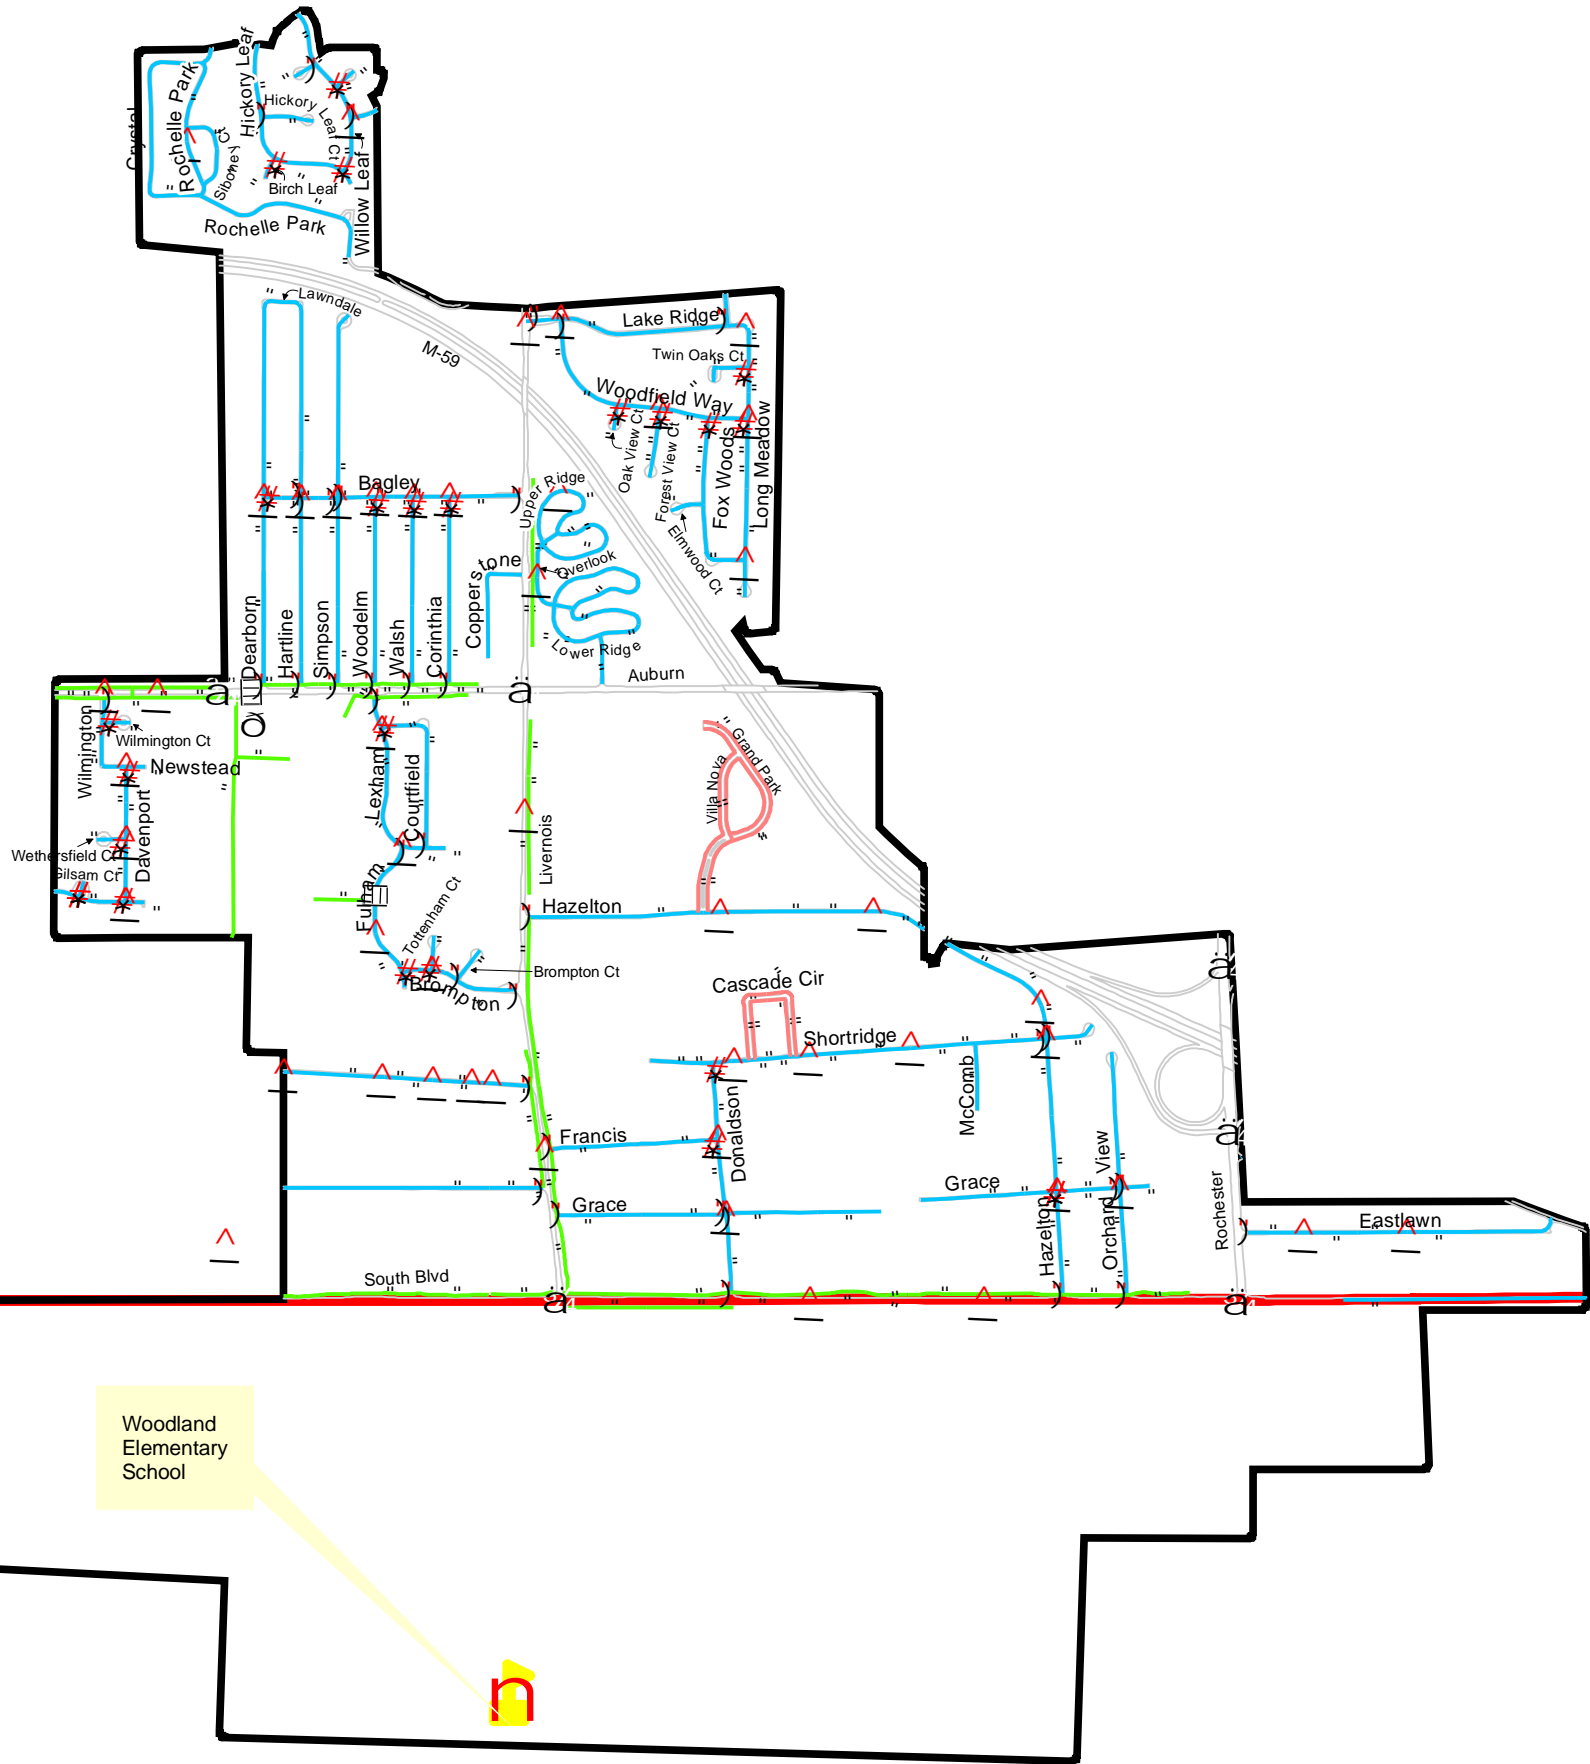 Hickory Leaf
Rochelle Park
Crystal
Hickory Leaf Ct
Siboney Ct
Birch Leaf
Willow Leaf
Rochelle Park
Lawndale
M-59
Lake Ridge
Twin Oaks Ct
Woodfield Way
Oak View Ct
Forest View Ct
Fox Woods
Long Meadow
Elmwood Ct
Bagley
Upper Ridge
Overlook
Copperstone
Lower Ridge
Dearborn
Hartline
Simpson
Woodelm
Walsh
Corinthia
Auburn
Wilmington
Wilmington Ct
Newstead
Davenport
Wethersfield Ct
Gilsam Ct
Lexham
Courtfield
Livernois
Villa Nova
Grand Park
Fulham
Tottenham Ct
Hazelton
Brompton Ct
Brompton
Cascade Cir
Shortridge
McComb
Donaldson
Francis
Grace
Grace
View
Orchard
Hazelton
Rochester
Eastlawn
South Blvd
Woodland
Elementary
School
n